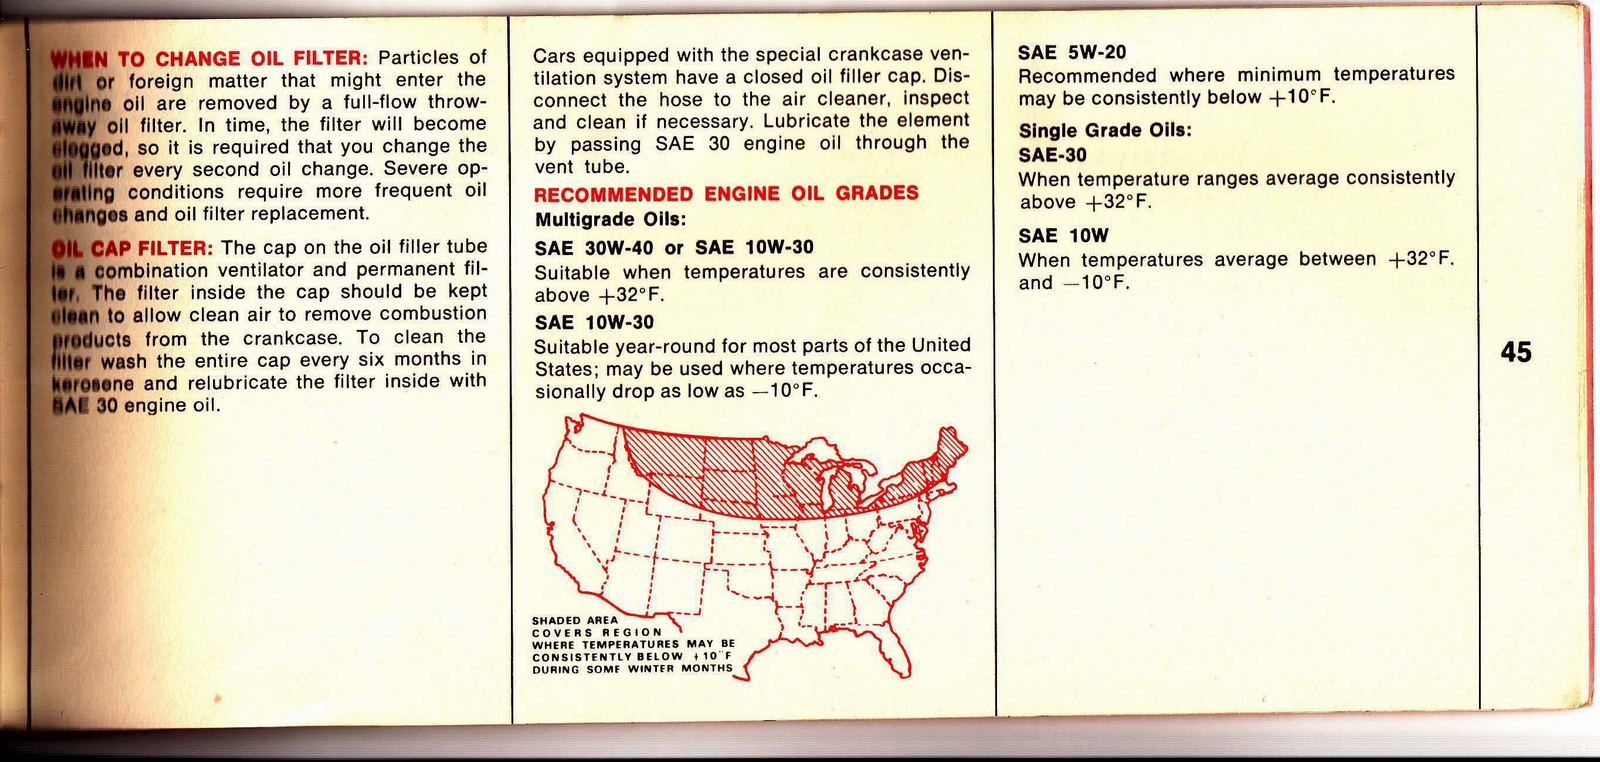 WHEN TO CHANGE OIL FILTER: Particles of
dirt or foreign matter that might enter the
engine oil are removed by a full-flow throw-
away oil filter. In time, the filter will become
clogged, so it is required that you change the
oil filter every second oil change. Severe op-
erating conditions require more frequent oil
changes and oil filter replacement.
OIL CAP FILTER: The cap on the oil filler tube
is a combination ventilator and permanent fil-
ter. The filter inside the cap should be kept
clean to allow clean air to remove combustion
products from the crankcase. To clean the
filter wash the entire cap every six months in
kerosene and relubricate the filter inside with
SAE 30 engine oil.
Cars equipped with the special crankcase ven-
tilation system have a closed oil filler cap. Dis-
connect the hose to the air cleaner, inspect
and clean if necessary. Lubricate the element
by passing SAE 30 engine oil through the
vent tube.
RECOMMENDED ENGINE OIL GRADES
Multigrade Oils:
SAE 30W-40 or SAE 10W-30
Suitable when temperatures are consistently
above +32°F.
SAE 10W-30
Suitable year-round for most parts of the United
States; may be used where temperatures occa-
sionally drop as low as —10°F.
SHADED AREA
COVERS REGION
WHERE TEMPERATURES MAY BE
CONSISTENTLY BELOW +10°F
DURING SOME WINTER MONTHS
SAE 5W-20
Recommended where minimum temperatures
may be consistently below +10°F.
Single Grade Oils:
SAE-30
When temperature ranges average consistently
above +32°F.
SAE 10W
When temperatures average between +32°F.
and —10°F.
45